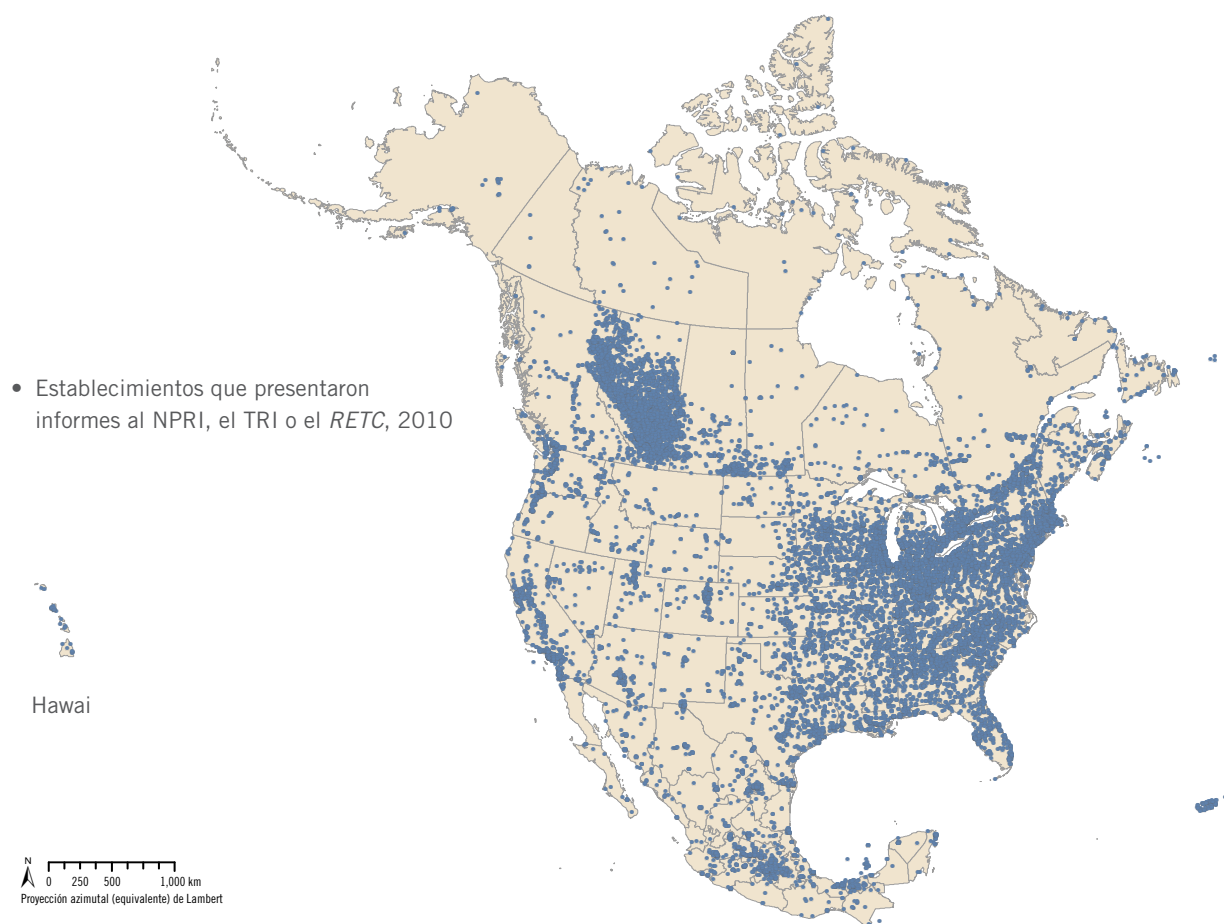 • Establecimientos que presentaron
informes al NPRI, el TRI o el RETC, 2010
Hawai
N
0 250 500 1,000 km
Proyección azimutal (equivalente) de Lambert